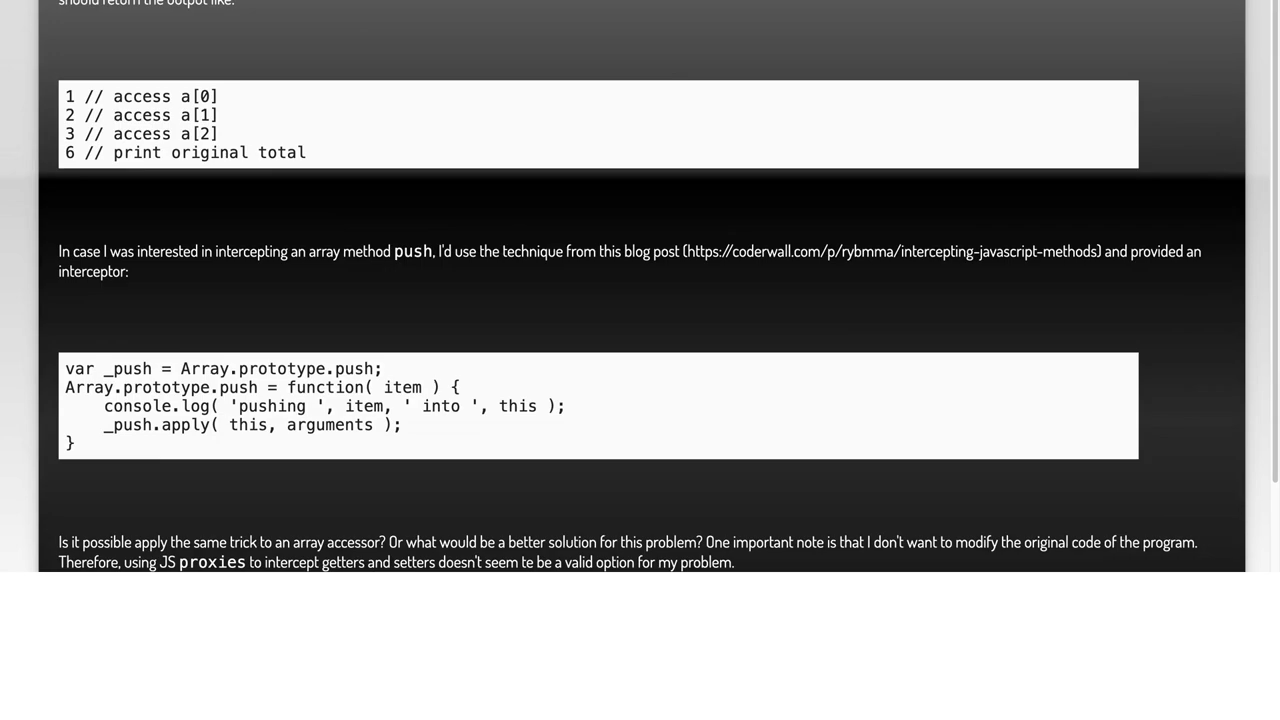 should return the output like:
1 // access a[0]
2 // access a[1]
3 // access a[2]
6 // print original total
In case I was interested in intercepting an array method push, I'd use the technique from this blog post (https://coderwall.com/p/rybmma/intercepting-javascript-methods) and provided an
interceptor:
var _push = Array.prototype.push;
Array.prototype.push = function( item ) {
    console.log( 'pushing ', item, ' into ', this );
    _push.apply( this, arguments );
}
Is it possible apply the same trick to an array accessor? Or what would be a better solution for this problem? One important note is that I don't want to modify the original code of the program.
Therefore, using JS proxies to intercept getters and setters doesn't seem te be a valid option for my problem.